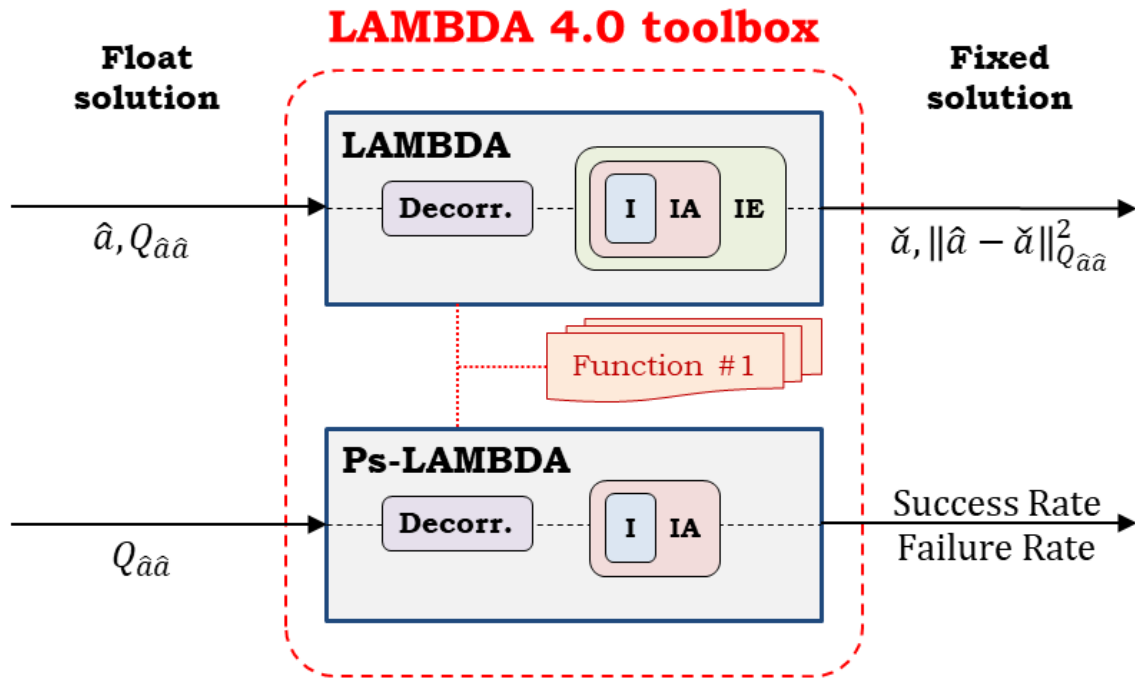 LAMBDA 4.0 toolbox
Float
solution
Fixed
solution
LAMBDA
Decorr.
I
IA
IE
â, Q_ââ
ǎ, ‖â − ǎ‖²_Q_ââ
Function #1
Ps-LAMBDA
Decorr.
I
IA
Q_ââ
Success Rate
Failure Rate